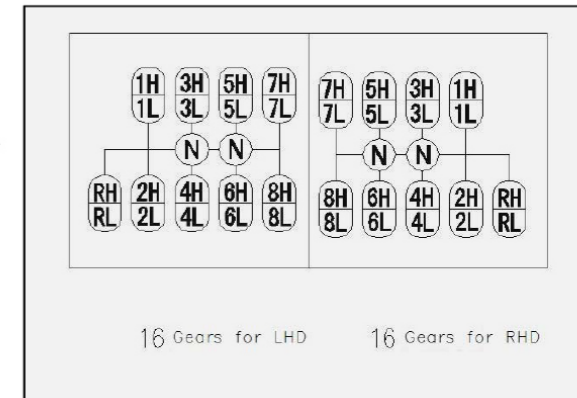 1H 3H 5H 7H
1L 3L 5L 7L
N N
RH 2H 4H 6H 8H
RL 2L 4L 6L 8L
7H 5H 3H 1H
7L 5L 3L 1L
N N
8H 6H 4H 2H RH
8L 6L 4L 2L RL
16 Gears for LHD
16 Gears for RHD